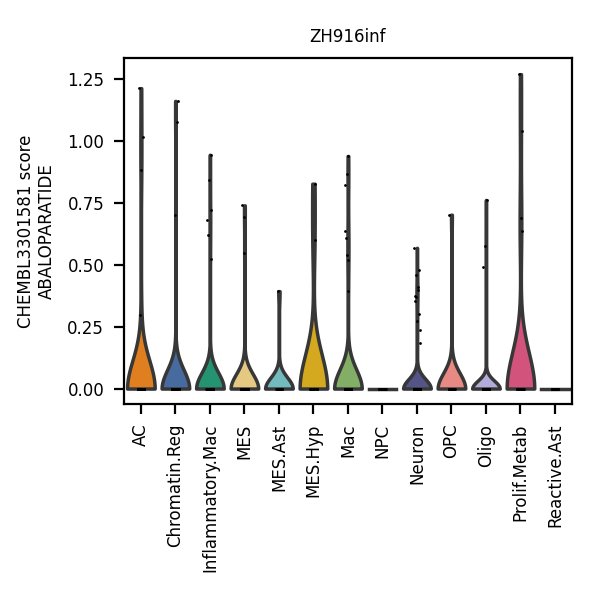 ZH916inf
CHEMBL3301581 score
ABALOPARATIDE
1.25
1.00
0.75
0.50
0.25
0.00
AC
Chromatin.Reg
Inflammatory.Mac
MES
MES.Ast
MES.Hyp
Mac
NPC
Neuron
OPC
Oligo
Prolif.Metab
Reactive.Ast